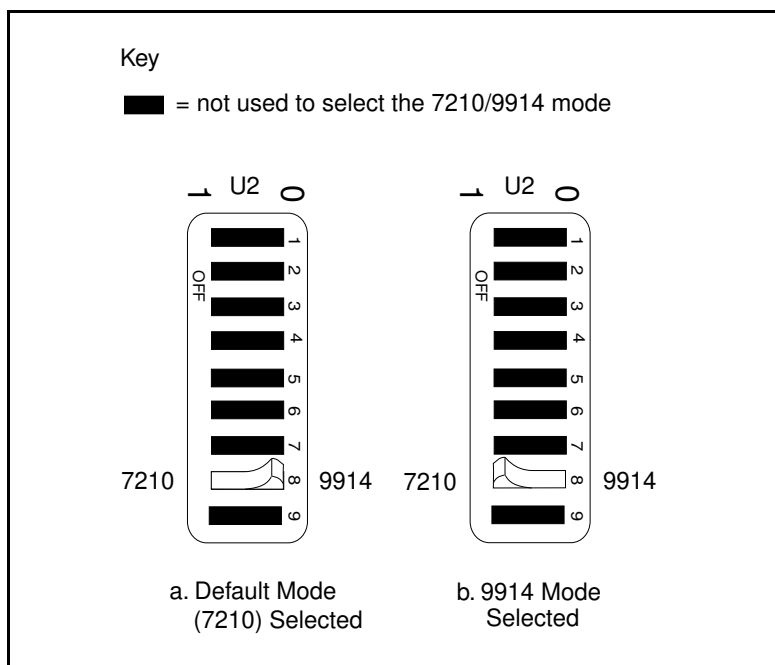 Key
= not used to select the 7210/9914 mode
1 U2 0
OFF
1
2
3
4
5
6
7
8
9
7210
9914
a. Default Mode
(7210) Selected
1 U2 0
OFF
1
2
3
4
5
6
7
8
9
7210
9914
b. 9914 Mode
Selected